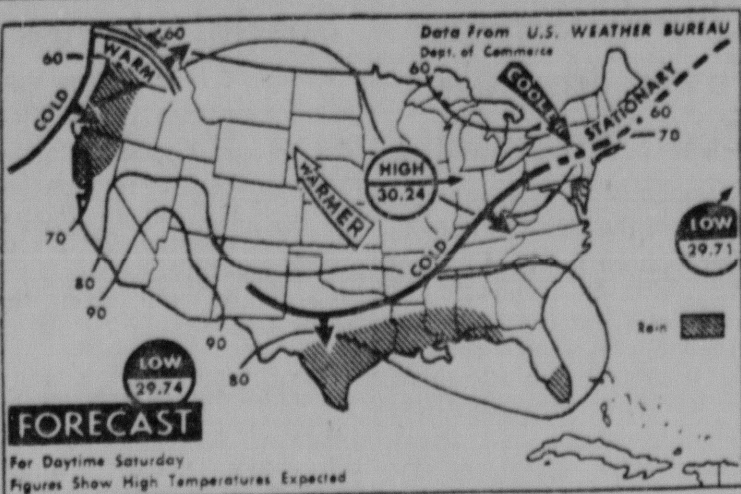 Data From U.S. WEATHER BUREAU
Dept. of Commerce
60
60
WARM
COLD
60
COOLER
STATIONARY
60
70
HIGH
30.24
WARMER
COLD
LOW
29.71
70
80
90
90
80
Rain
LOW
29.74
FORECAST
For Daytime Saturday
Figures Show High Temperatures Expected